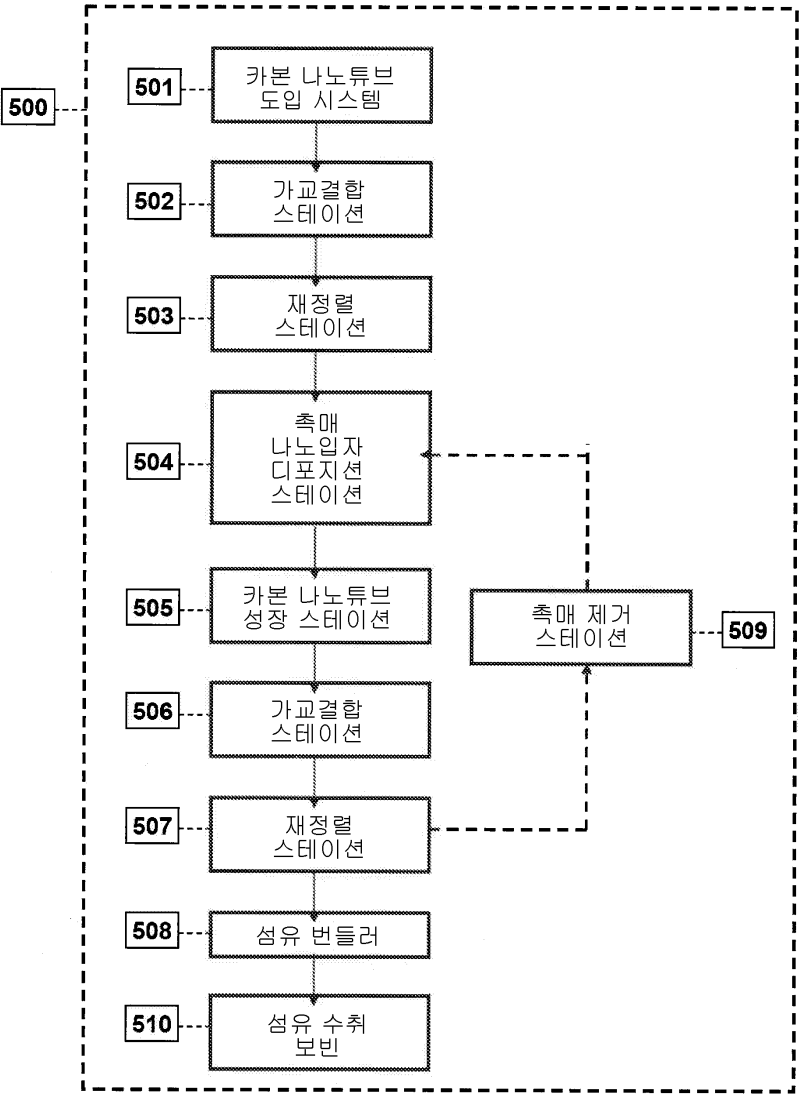 500
501
카본 나노튜브
도입 시스템
502
가교결합
스테이션
503
재정렬
스테이션
504
촉매
나노입자
디포지션
스테이션
505
카본 나노튜브
성장 스테이션
촉매 제거
스테이션
509
506
가교결합
스테이션
507
재정렬
스테이션
508
섬유 번들러
510
섬유 수취
보빈